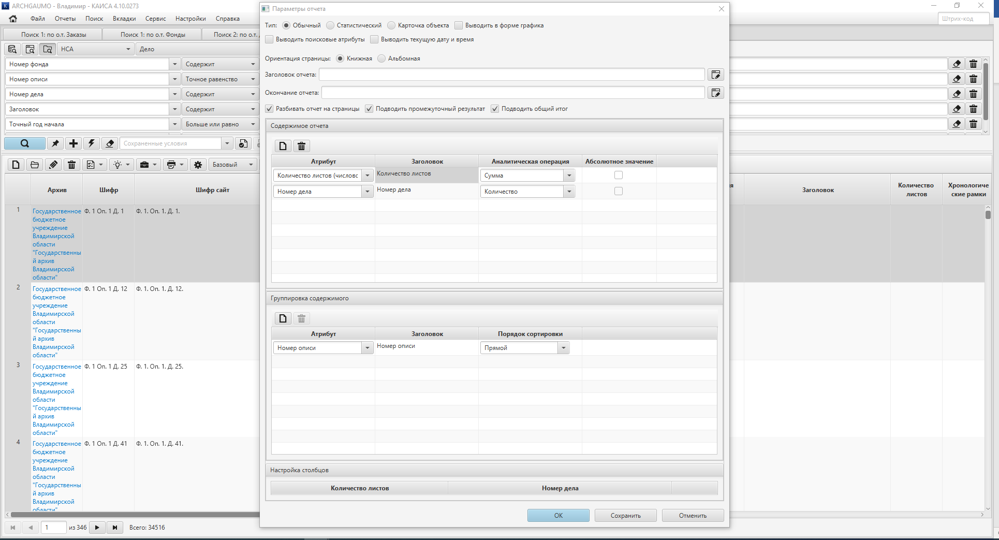 ARCHGAUMO - Владимир - КАИСА 4.10.0273
Файл Отчеты Поиск Вкладки Сервис Настройки Справка
Штрих-код
Поиск 1: по о.т. Заказы
Поиск 1: по о.т. Фонды
Поиск 2: по о.т.
НСА
Дело
Номер фонда
Содержит
Номер описи
Точное равенство
Номер дела
Содержит
Заголовок
Содержит
Точный год начала
Больше или равно
Сохраненные условия
Базовый
Архив
Шифр
Шифр сайт
Заголовок
Количество листов
Хронологиче
ские рамки
1
Государственное
бюджетное
учреждение
Владимирской
области
"Государственны
й архив
Владимирской
области"
Ф. 1 Оп. 1 Д. 1
Ф. 1. Оп. 1. Д. 1.
2
Государственное
бюджетное
учреждение
Владимирской
области
"Государственны
й архив
Владимирской
области"
Ф. 1 Оп. 1 Д. 12
Ф. 1. Оп. 1. Д. 12.
3
Государственное
бюджетное
учреждение
Владимирской
области
"Государственны
й архив
Владимирской
области"
Ф. 1 Оп. 1 Д. 25
Ф. 1. Оп. 1. Д. 25.
4
Государственное
бюджетное
учреждение
Владимирской
области
"Государственны
й архив
Владимирской
области"
Ф. 1 Оп. 1 Д. 41
Ф. 1. Оп. 1. Д. 41.
1
из 346
Всего: 34516
Параметры отчета
Тип: Обычный Статистический Карточка объекта Выводить в форме графика
Выводить поисковые атрибуты Выводить текущую дату и время
Ориентация страницы: Книжная Альбомная
Заголовок отчета:
Окончание отчета:
Разбивать отчет на страницы Подводить промежуточный результат Подводить общий итог
Содержимое отчета
Атрибут Заголовок Аналитическая операция Абсолютное значение
Количество листов (числовс Количество листов Сумма
Номер дела Номер дела Количество
Группировка содержимого
Атрибут Заголовок Порядок сортировки
Номер описи Номер описи Прямой
Настройка столбцов
Количество листов Номер дела
ОК Сохранить Отменить